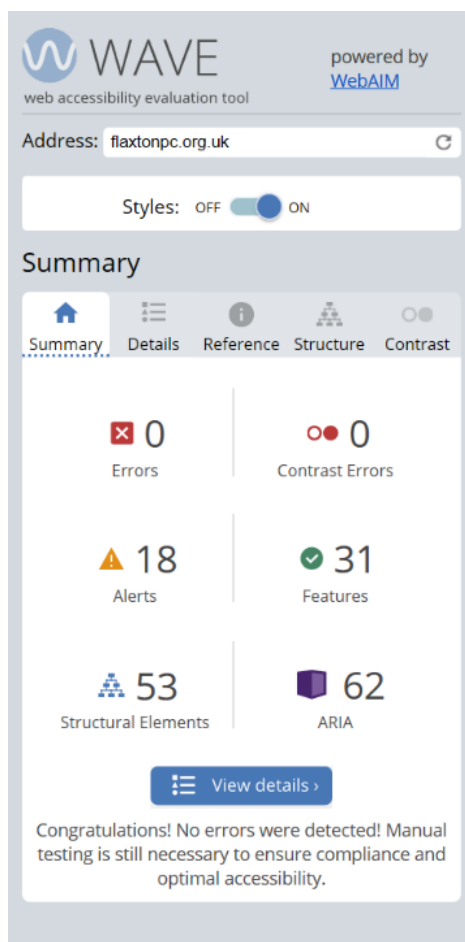 WAVE
web accessibility evaluation tool
powered by
WebAIM
Address: flaxtonpc.org.uk
Styles: OFF ON
Summary
Summary Details Reference Structure Contrast
0 0
Errors Contrast Errors
18 31
Alerts Features
53 62
Structural Elements ARIA
View details ›
Congratulations! No errors were detected! Manual
testing is still necessary to ensure compliance and
optimal accessibility.